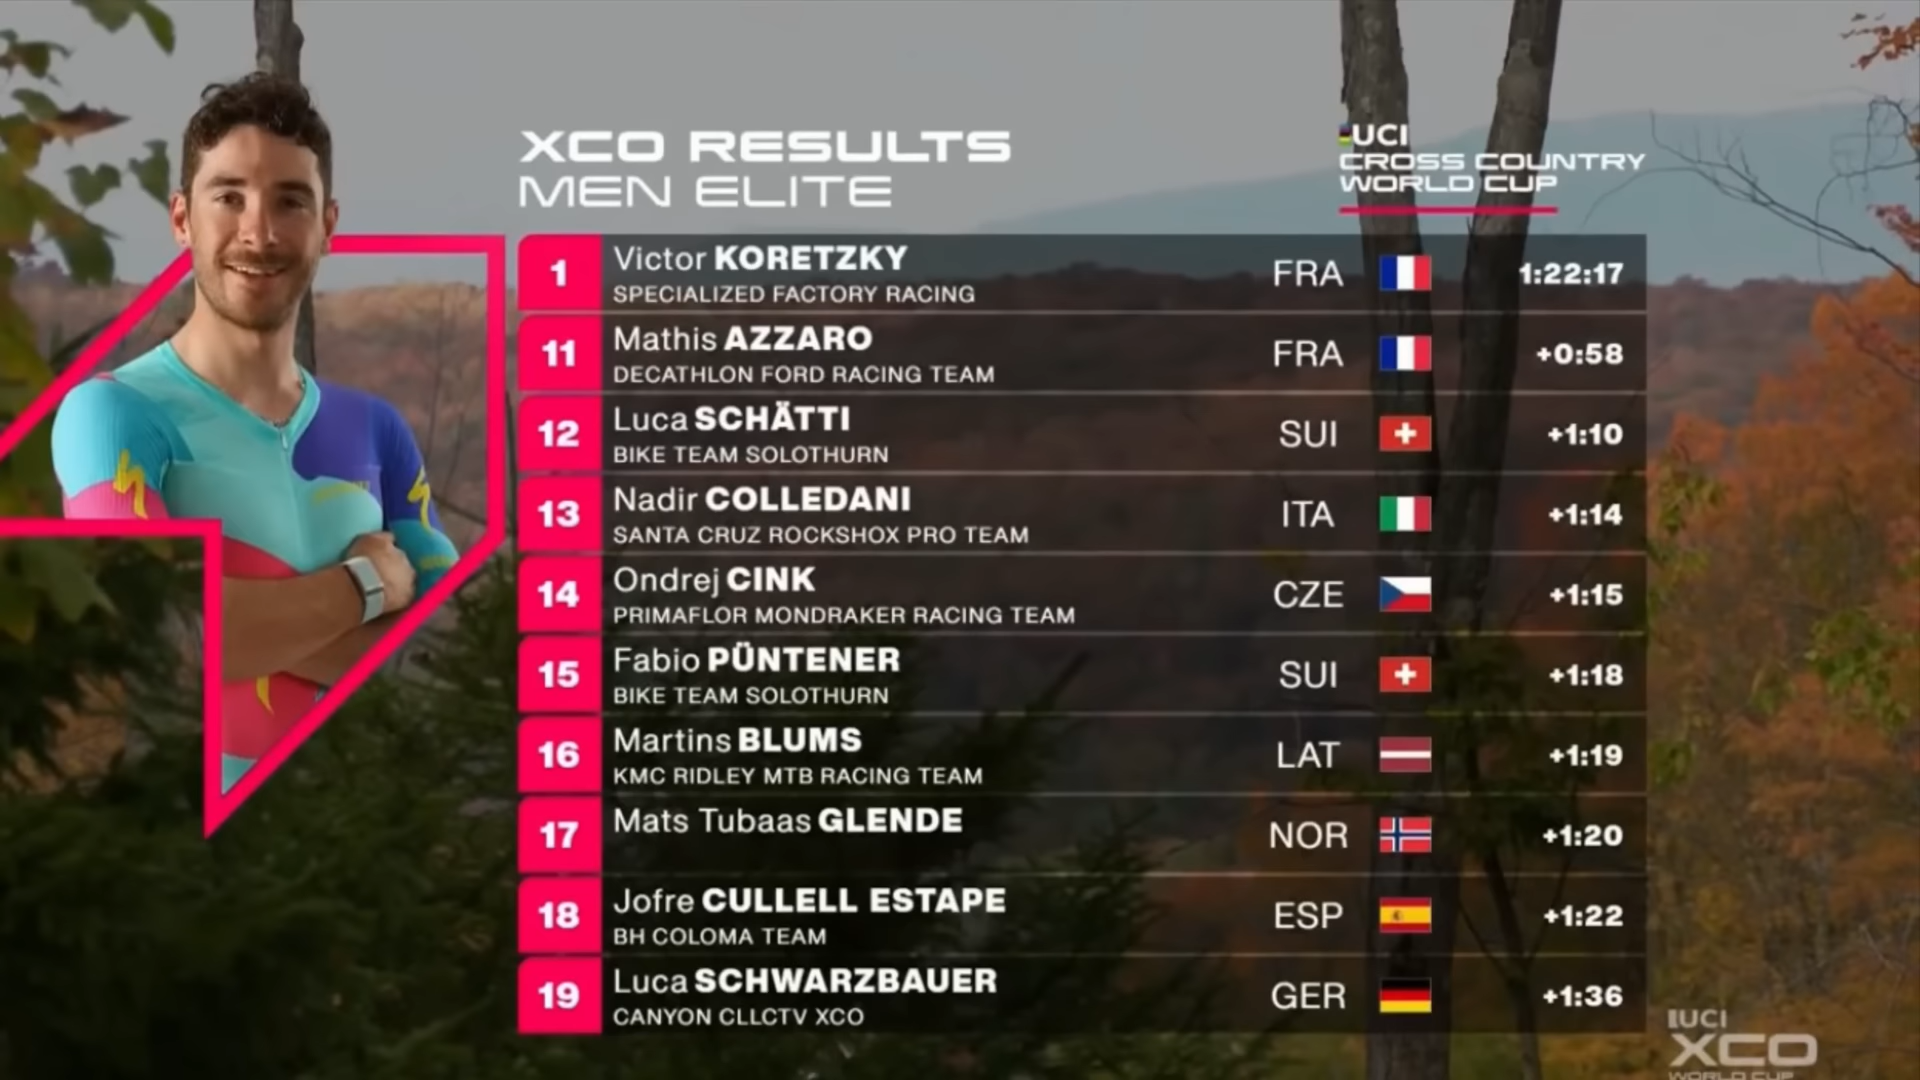 XCO RESULTS
MEN ELITE
UCI
CROSS COUNTRY
WORLD CUP
1 Victor KORETZKY FRA 1:22:17
SPECIALIZED FACTORY RACING
11 Mathis AZZARO FRA +0:58
DECATHLON FORD RACING TEAM
12 Luca SCHÄTTI SUI +1:10
BIKE TEAM SOLOTHURN
13 Nadir COLLEDANI ITA +1:14
SANTA CRUZ ROCKSHOX PRO TEAM
14 Ondrej CINK CZE +1:15
PRIMAFLOR MONDRAKER RACING TEAM
15 Fabio PÜNTENER SUI +1:18
BIKE TEAM SOLOTHURN
16 Martins BLUMS LAT +1:19
KMC RIDLEY MTB RACING TEAM
17 Mats Tubaas GLENDE NOR +1:20
18 Jofre CULLELL ESTAPE ESP +1:22
BH COLOMA TEAM
19 Luca SCHWARZBAUER GER +1:36
CANYON CLLCTV XCO
UCI
XCO
WORLD CUP